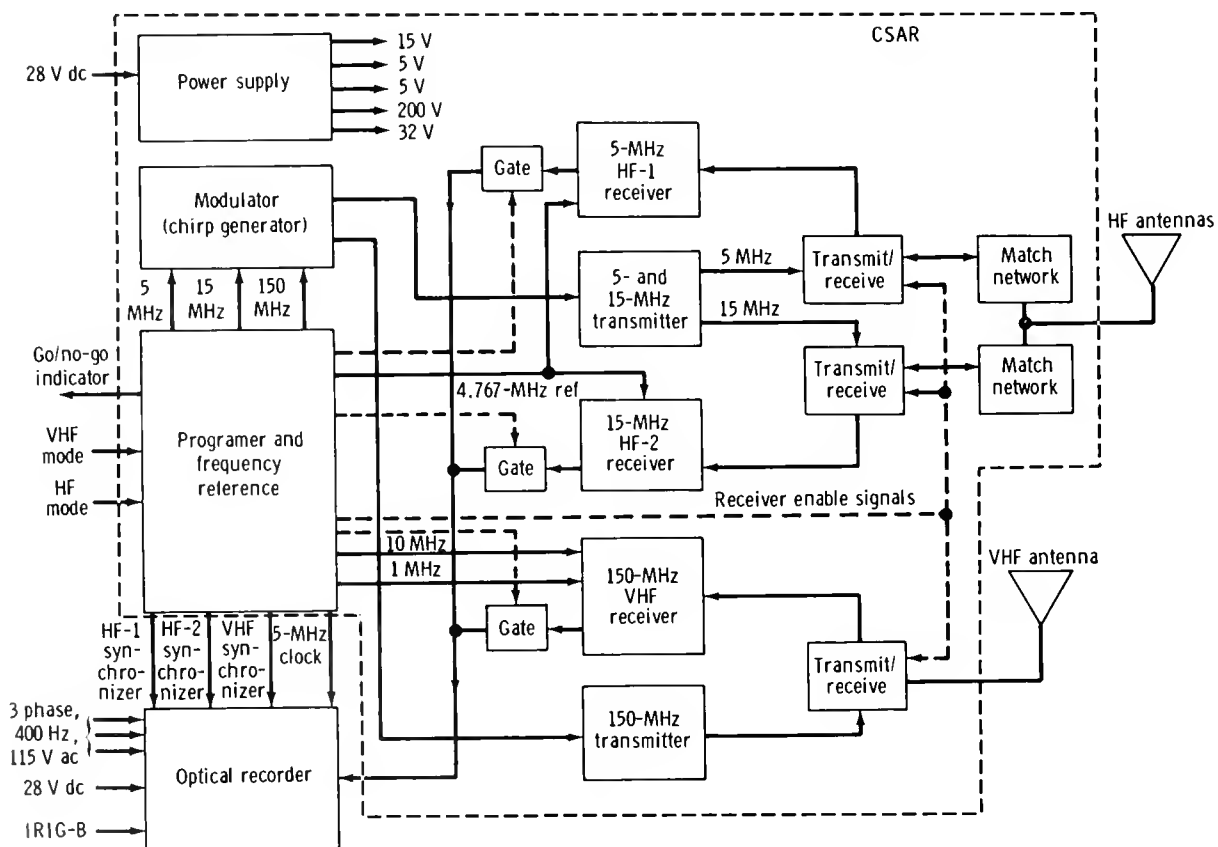 CSAR
28 V dc
Power supply
15 V
5 V
5 V
200 V
32 V
Modulator
(chirp generator)
5
MHz
15
MHz
150
MHz
Gate
5-MHz
HF-1
receiver
5- and
15-MHz
transmitter
5 MHz
15 MHz
Transmit/
receive
Match
network
HF antennas
Transmit/
receive
Match
network
Go/no-go
indicator
VHF
mode
HF
mode
Programer and
frequency
reference
4.767-MHz ref
Gate
15-MHz
HF-2
receiver
Receiver enable signals
10 MHz
1 MHz
Gate
150-MHz
VHF
receiver
VHF antenna
Transmit/
receive
150-MHz
transmitter
HF-1
syn-
chro-
nizer
HF-2
syn-
chro-
nizer
VHF
syn-
chro-
nizer
5-MHz
clock
3 phase,
400 Hz,
115 V ac
28 V dc
IRIG-B
Optical recorder